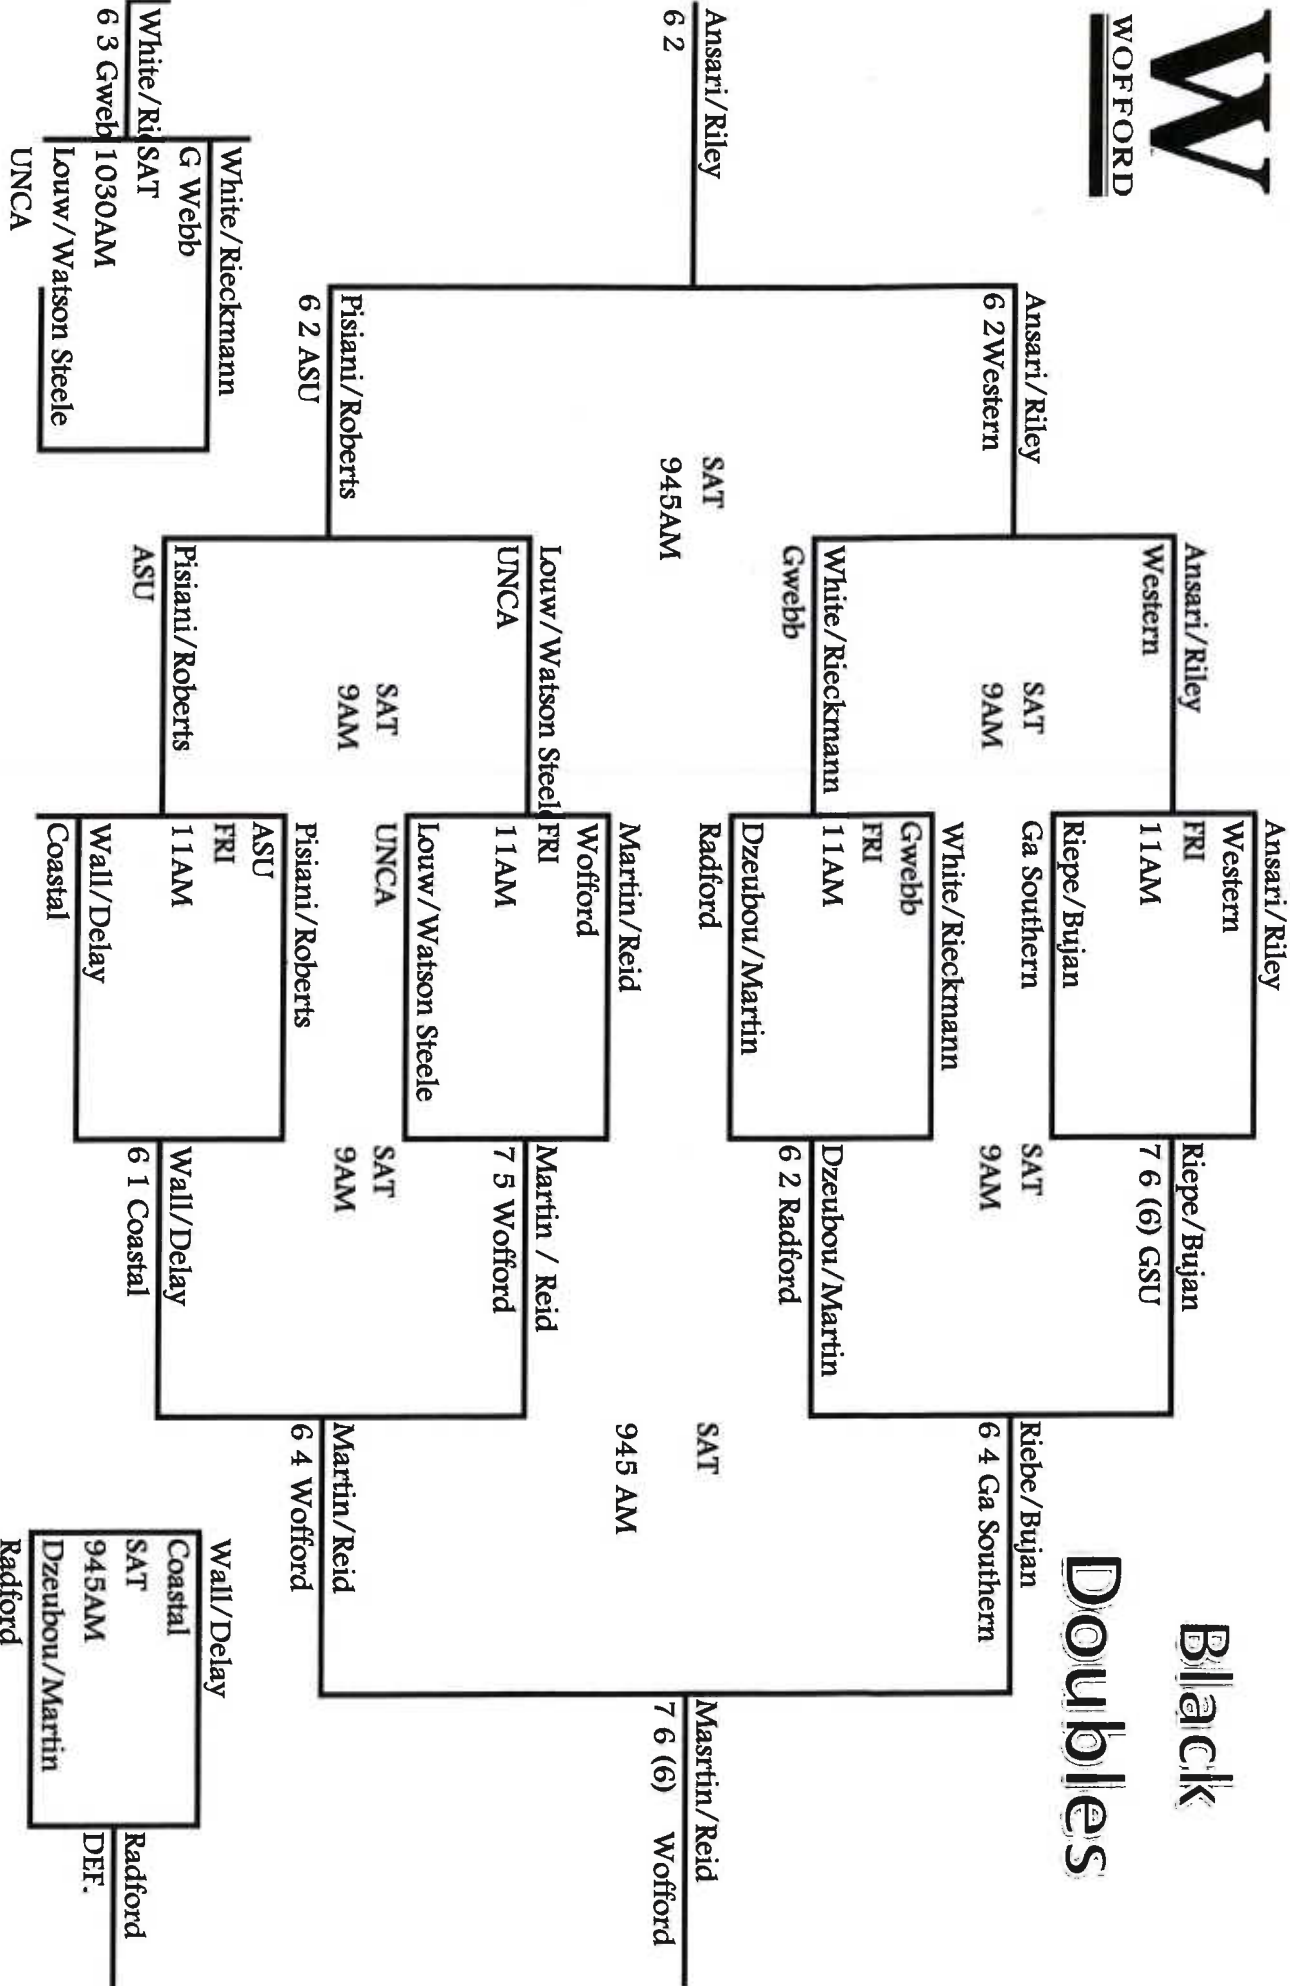 WOFFORD
Black
Doubles
Ansari/Riley
6 2
Ansari/Riley
6 2Western
SAT
945AM
Pisiani/Roberts
6 2 ASU
Ansari/Riley
Western
SAT
9AM
White/Rieckmann
Gwebb
Louw/Watson Steele
UNCA
SAT
9AM
Pisiani/Roberts
ASU
Ansari/Riley
Western
FRI
11AM
Riepe/Bujan
Ga Southern
White/Rieckmann
Gwebb
FRI
11AM
Dzeubou/Martin
Radford
Martin/Reid
Wofford
FRI
11AM
Louw/Watson Steele
UNCA
Pisiani/Roberts
ASU
FRI
11AM
Wall/Delay
Coastal
Riepe/Bujan
7 6 (6) GSU
SAT
9AM
Dzeubou/Martin
6 2 Radford
Martin / Reid
7 5 Wofford
SAT
9AM
Wall/Delay
6 1 Coastal
Riebe/Bujan
6 4 Ga Southern
SAT
945 AM
Martin/Reid
6 4 Wofford
Masrtin/Reid
7 6 (6) Wofford
White/Ri
6 3 Gweb
White/Rieckmann
G Webb
SAT
1030AM
Louw/Watson Steele
UNCA
Wall/Delay
Coastal
SAT
945AM
Dzeubou/Martin
Radford
Radford
DEF.